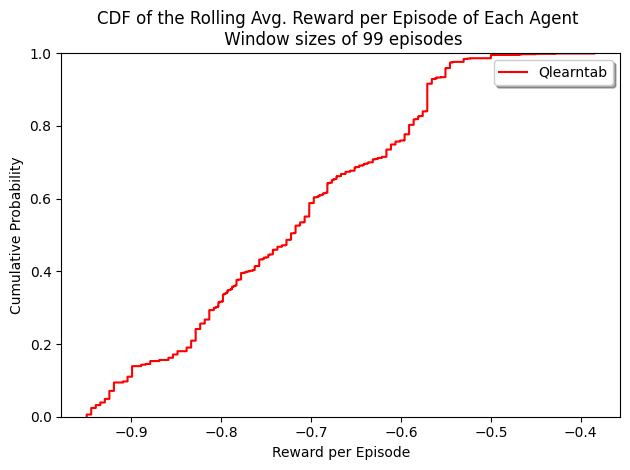 CDF of the Rolling Avg. Reward per Episode of Each Agent
Window sizes of 99 episodes
Qlearntab
1.0
0.8
0.6
0.4
0.2
0.0
Cumulative Probability
−0.9 −0.8 −0.7 −0.6 −0.5 −0.4
Reward per Episode